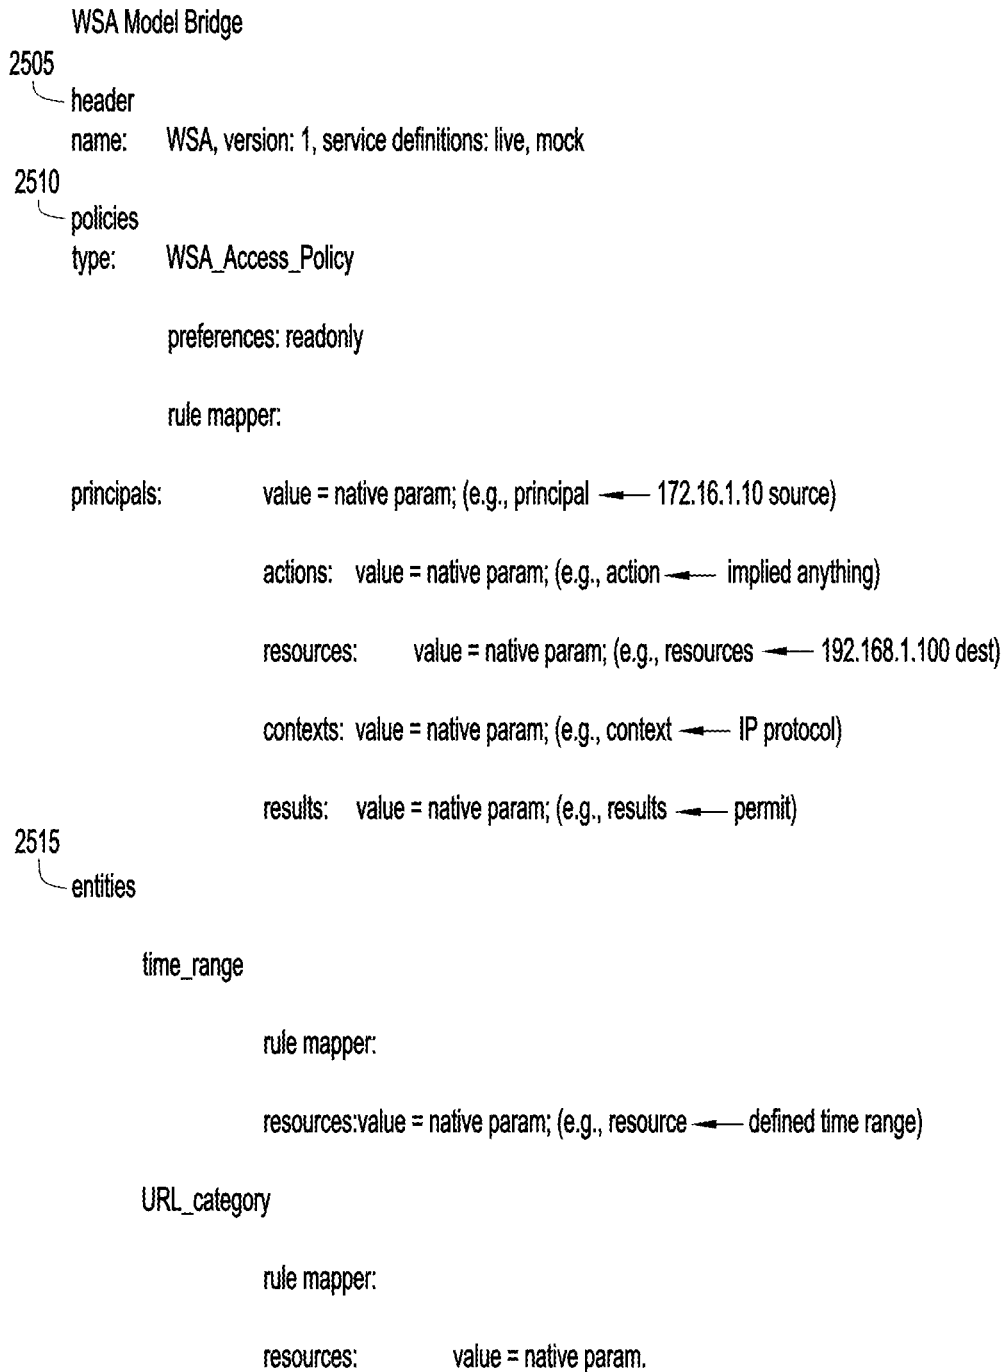 WSA Model Bridge
2505
header
name: WSA, version: 1, service definitions: live, mock
2510
policies
type: WSA_Access_Policy
preferences: readonly
rule mapper:
principals: value = native param; (e.g., principal ← 172.16.1.10 source)
actions: value = native param; (e.g., action ← implied anything)
resources: value = native param; (e.g., resources ← 192.168.1.100 dest)
contexts: value = native param; (e.g., context ← IP protocol)
results: value = native param; (e.g., results ← permit)
2515
entities
time_range
rule mapper:
resources:value = native param; (e.g., resource ← defined time range)
URL_category
rule mapper:
resources: value = native param.